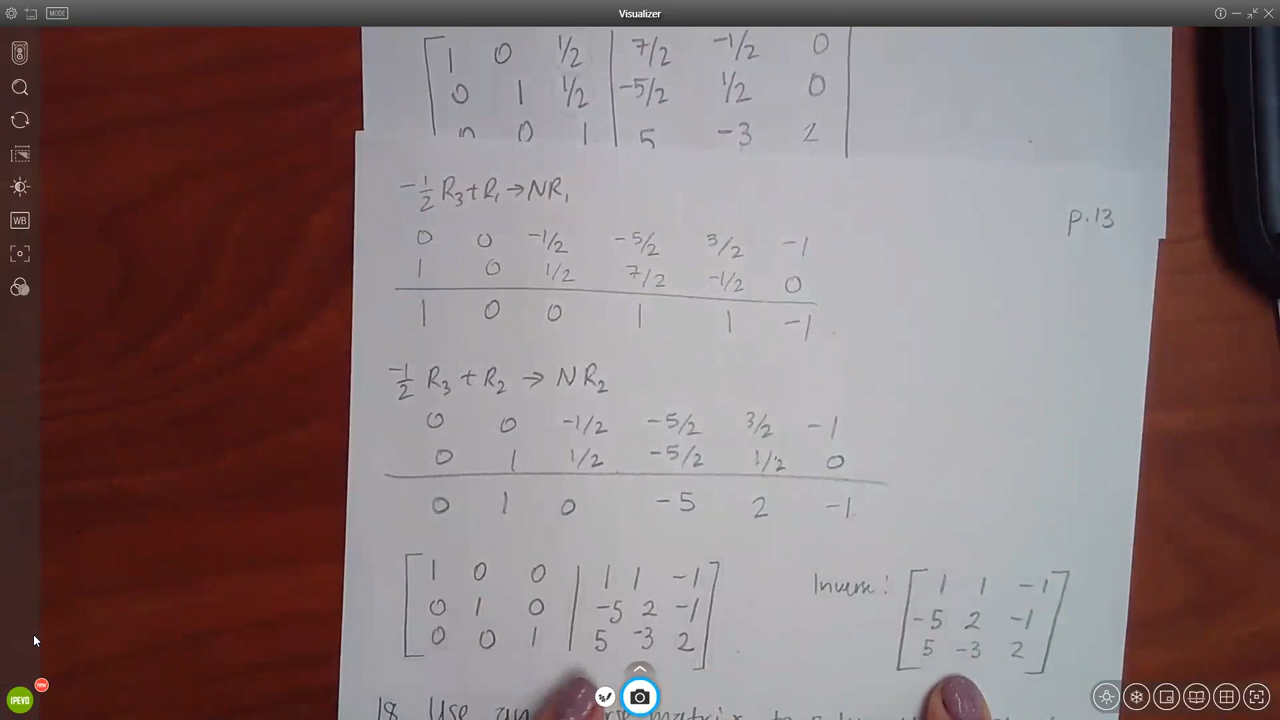 MODE
Visualizer
WB
1 0 1/2 | 7/2 -1/2 0
0 1 1/2 | -5/2 1/2 0
0 0 1 | 5 -3 2
-1/2 R₃+R₁→NR₁
p.13
0 0 -1/2 -5/2 3/2 -1
1 0 1/2 7/2 -1/2 0
1 0 0 1 1 -1
-1/2 R₃ + R₂ → NR₂
0 0 -1/2 -5/2 3/2 -1
0 1 1/2 -5/2 1/2 0
0 1 0 -5 2 -1
1 0 0 | 1 1 -1
0 1 0 | -5 2 -1
0 0 1 | 5 -3 2
Inverse:
1 1 -1
-5 2 -1
5 -3 2
18. Use an
matrix to
IPEVO
new